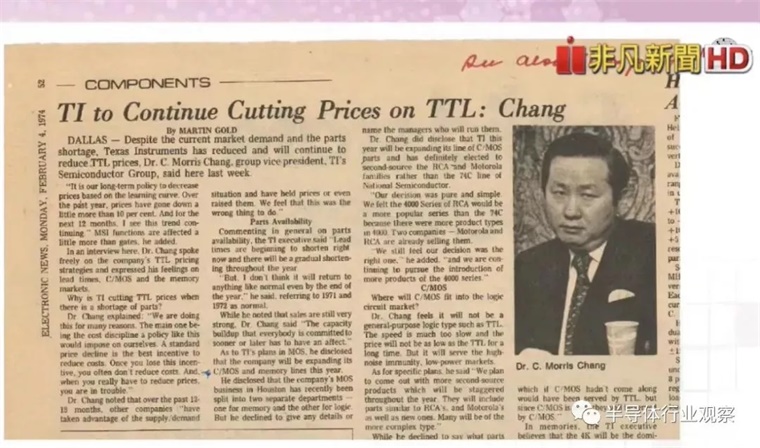 非凡新聞HD
52
ELECTRONIC NEWS, MONDAY, FEBRUARY 4, 1974
COMPONENTS
TI to Continue Cutting Prices on TTL: Chang
By MARTIN GOLD
DALLAS — Despite the current market demand and the parts
shortage, Texas Instruments has reduced and will continue to
reduce TTL prices, Dr. C. Morris Chang, group vice president, TI's
Semiconductor Group, said here last week.
"It is our long-term policy to decrease
prices based on the learning curve. Over
the past year, prices have gone down a
little more than 10 per cent. And for the
next 12 months, I see this trend con-
tinuing." MSI functions are affected a
little more than gates, he added.
In an interview here, Dr. Chang spoke
freely on the company's TTL pricing
strategies and expressed his feelings on
lead times, C/MOS and the memory
markets.
Why is TI cutting TTL prices when
there is a shortage of parts?
Dr. Chang explained: "We are doing
this for many reasons. The main one be-
ing the cost discipline a policy like this
would impose on ourselves. A standard
price decline is the best incentive to
reduce costs. Once you lose this incen-
tive, you often don't reduce costs. And,
when you really have to reduce prices,
you are in trouble."
Dr. Chang noted that over the past
months, other companies "have
taken advantage of the supply/demand
situation and have held prices or even
raised them. We feel that this was the
wrong thing to do."
Parts Availability
Commenting in general on parts
availability, the TI executive said "Lead
times are beginning to shorten right
now and there will be a gradual shorten-
ing throughout the year
"But, I don't think it will return to
anything like normal even by the end of
the year," he said, referring to 1971 and
1972 as normal.
While he noted that sales are still very
strong, Dr. Chang said "The capacity
buildup that everybody is committed to
sooner or later has to have an affect."
As to TI's plans in MOS, he disclosed
that the company will be expanding its
C/MOS and memory lines this year.
He disclosed that the company's MOS
business in Houston has recently been
split into two separate departments —
one for memory and the other for logic
But he declined to give any details or
name the managers who will run them.
Dr. Chang did disclose that TI this
year will be expanding its line of C/MOS
parts and has definitely elected to
second-source the RCA and Motorola
families rather than the 74C line of
National Semiconductor.
"Our decision was pure and simple.
We felt the 4000 Series of RCA would be
a more popular series than the 74C
because there were more product types
in 4000. Two companies — Motorola and
RCA are already selling them.
"We still feel our decision was the
right one," he added, "and we are con-
tinuing to pursue the introduction of
more products of the 4000 series."
C/MOS
Where will C/MOS fit into the logic
circuit market?
Dr. Chang feels it will not be a
general-purpose logic type such as TTL.
The speed is much too slow and the
price will not be as low as the TTL for a
long time. But it will serve the high-
noise immunity, low-power markets.
As for specific plans, he said "We plan
to come out with more second-source
products which will be staggered
throughout the year. They will include
parts similar to RCA's, and Motorola's
as well as new ones. Many will be of the
more complex type."
While he declined to say what parts
Dr. C. Morris Chang
which if C/MOS hadn't come along
would have been served by TTL, but
since C/MOS
by C/MOS."
In memories, the TI executive
believes that the 4K will be the
半导体行业观察